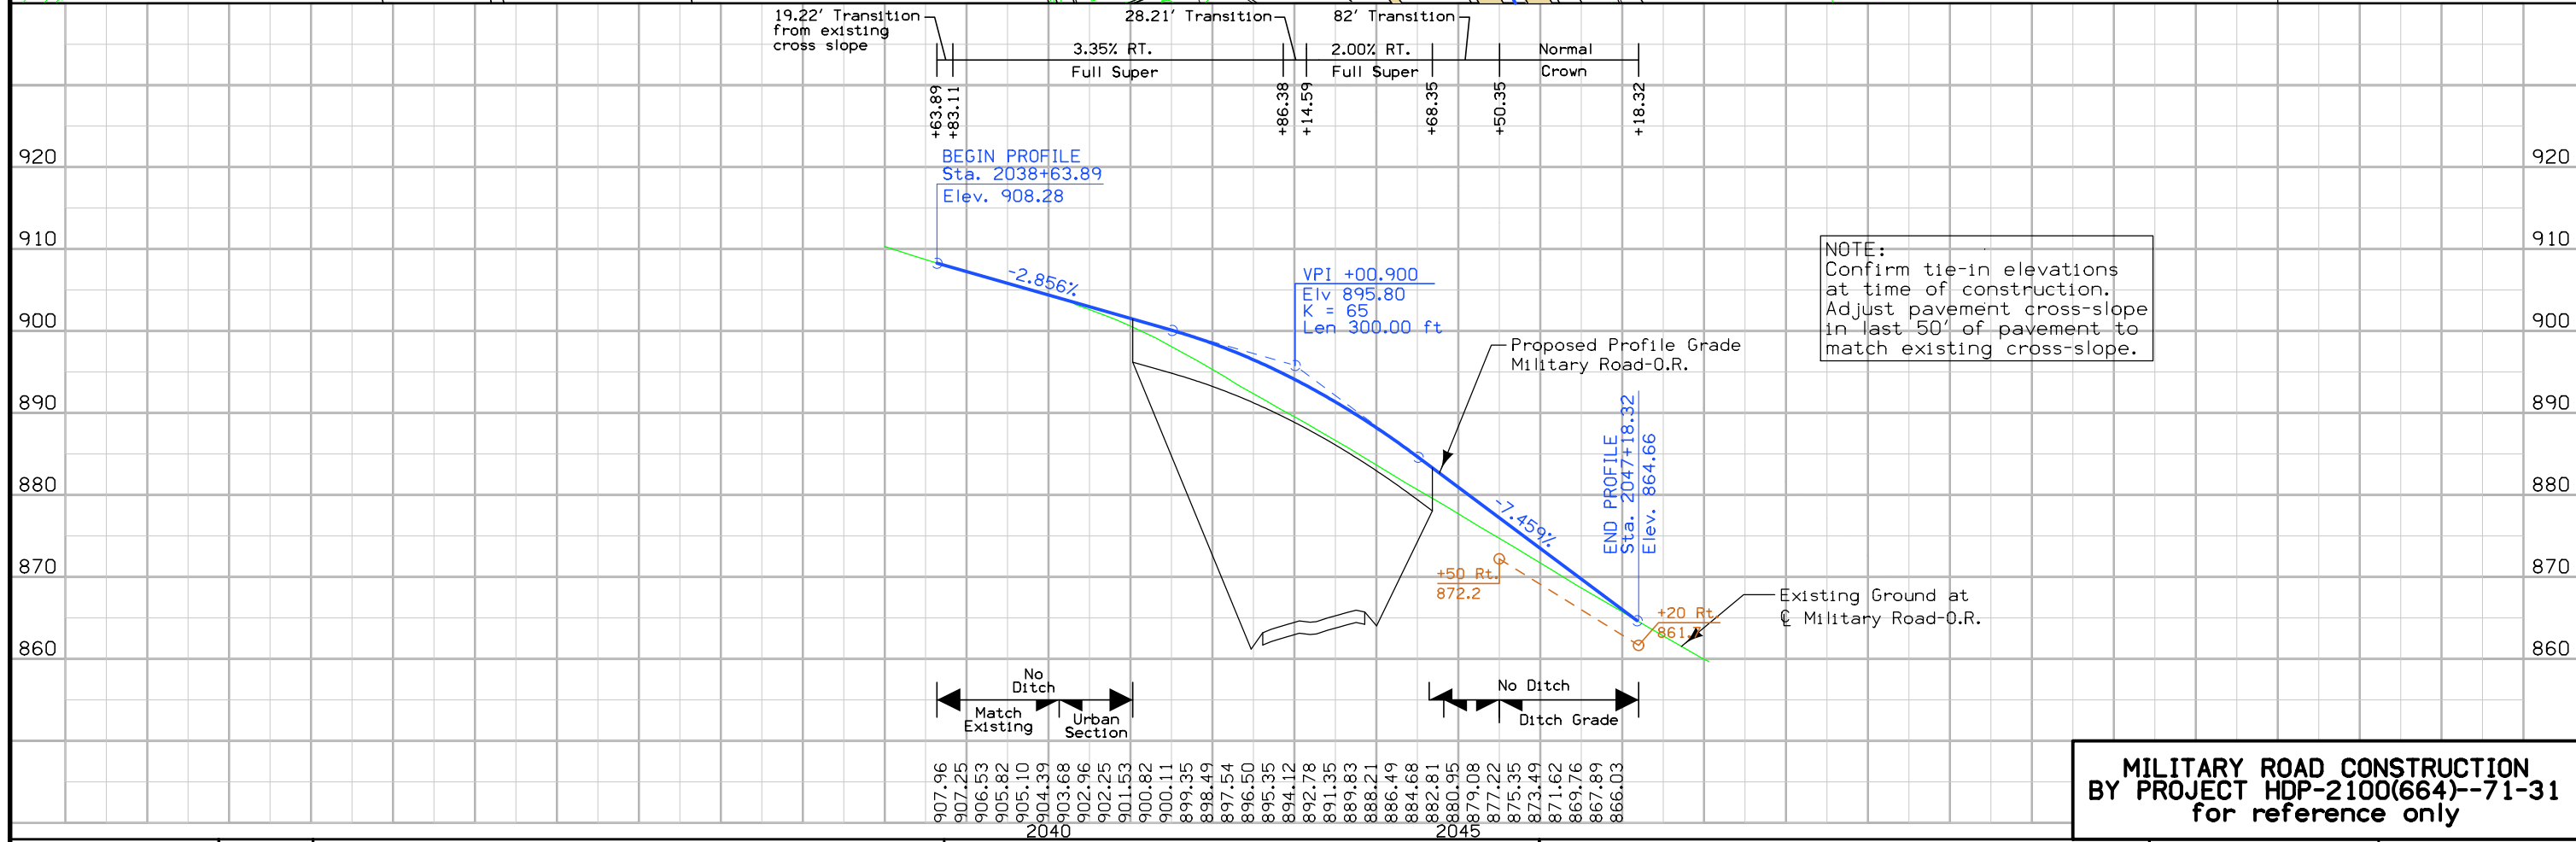 19.22' Transition
from existing
cross slope
28.21' Transition
82' Transition
3.35% RT.
Full Super
2.00% RT.
Full Super
Normal
Crown
+63.89
+83.11
+86.38
+14.59
+68.35
+50.35
+18.32
920
920
BEGIN PROFILE
Sta. 2038+63.89
Elev. 908.28
910
910
NOTE:
Confirm tie-in elevations
at time of construction.
Adjust pavement cross-slope
in last 50' of pavement to
match existing cross-slope.
-2.856%
VPI +00.900
Elv 895.80
K = 65
Len 300.00 ft
900
900
Proposed Profile Grade
Military Road-O.R.
890
890
END PROFILE
Sta. 2047+18.32
Elev. 864.66
880
880
-7.459%
870
870
+50 Rt.
872.2
+20 Rt.
Existing Ground at
℄ Military Road-O.R.
860
860
No
Ditch
Match
Existing
Urban
Section
No Ditch
Ditch Grade
907.96
907.25
906.53
905.82
905.10
904.39
903.68
902.96
902.25
901.53
900.82
900.11
899.35
898.49
897.54
896.50
895.35
894.12
892.78
891.35
889.83
888.21
886.49
884.68
882.81
880.95
879.08
877.22
875.35
873.49
871.62
869.76
867.89
866.03
2040
2045
MILITARY ROAD CONSTRUCTION
BY PROJECT HDP-2100(664)--71-31
for reference only